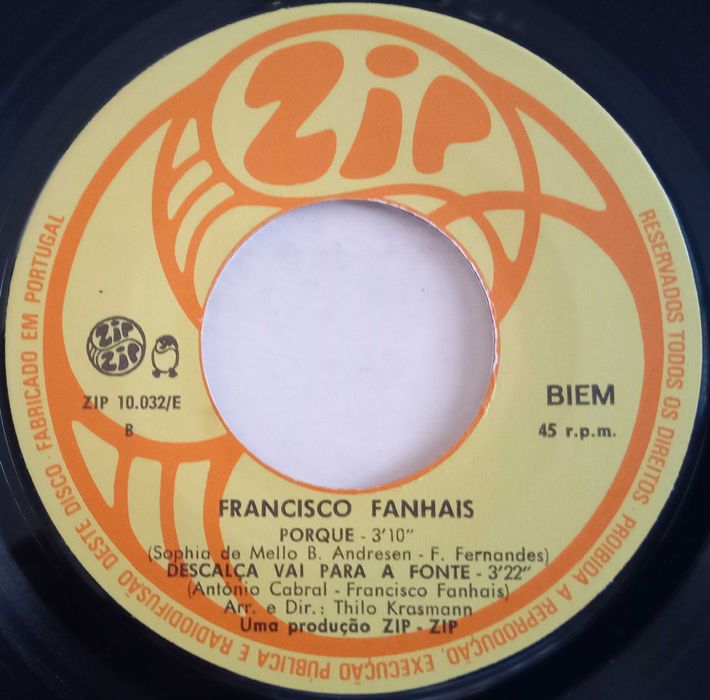 ZIP
ZIP
ZIP
ZIP 10.032/E
B
BIEM
45 r.p.m.
FRANCISCO FANHAIS
PORQUE - 3'10"
(Sophia de Mello B. Andresen - F. Fernandes)
DESCALÇA VAI PARA A FONTE - 3'22"
(António Cabral - Francisco Fanhais)
Arr. e Dir.: Thilo Krasmann
Uma produção ZIP - ZIP
RESERVADOS TODOS OS DIREITOS · PROIBIDA A REPRODUÇÃO, EXECUÇÃO PÚBLICA E RADIODIFUSÃO DESTE DISCO · FABRICADO EM PORTUGAL